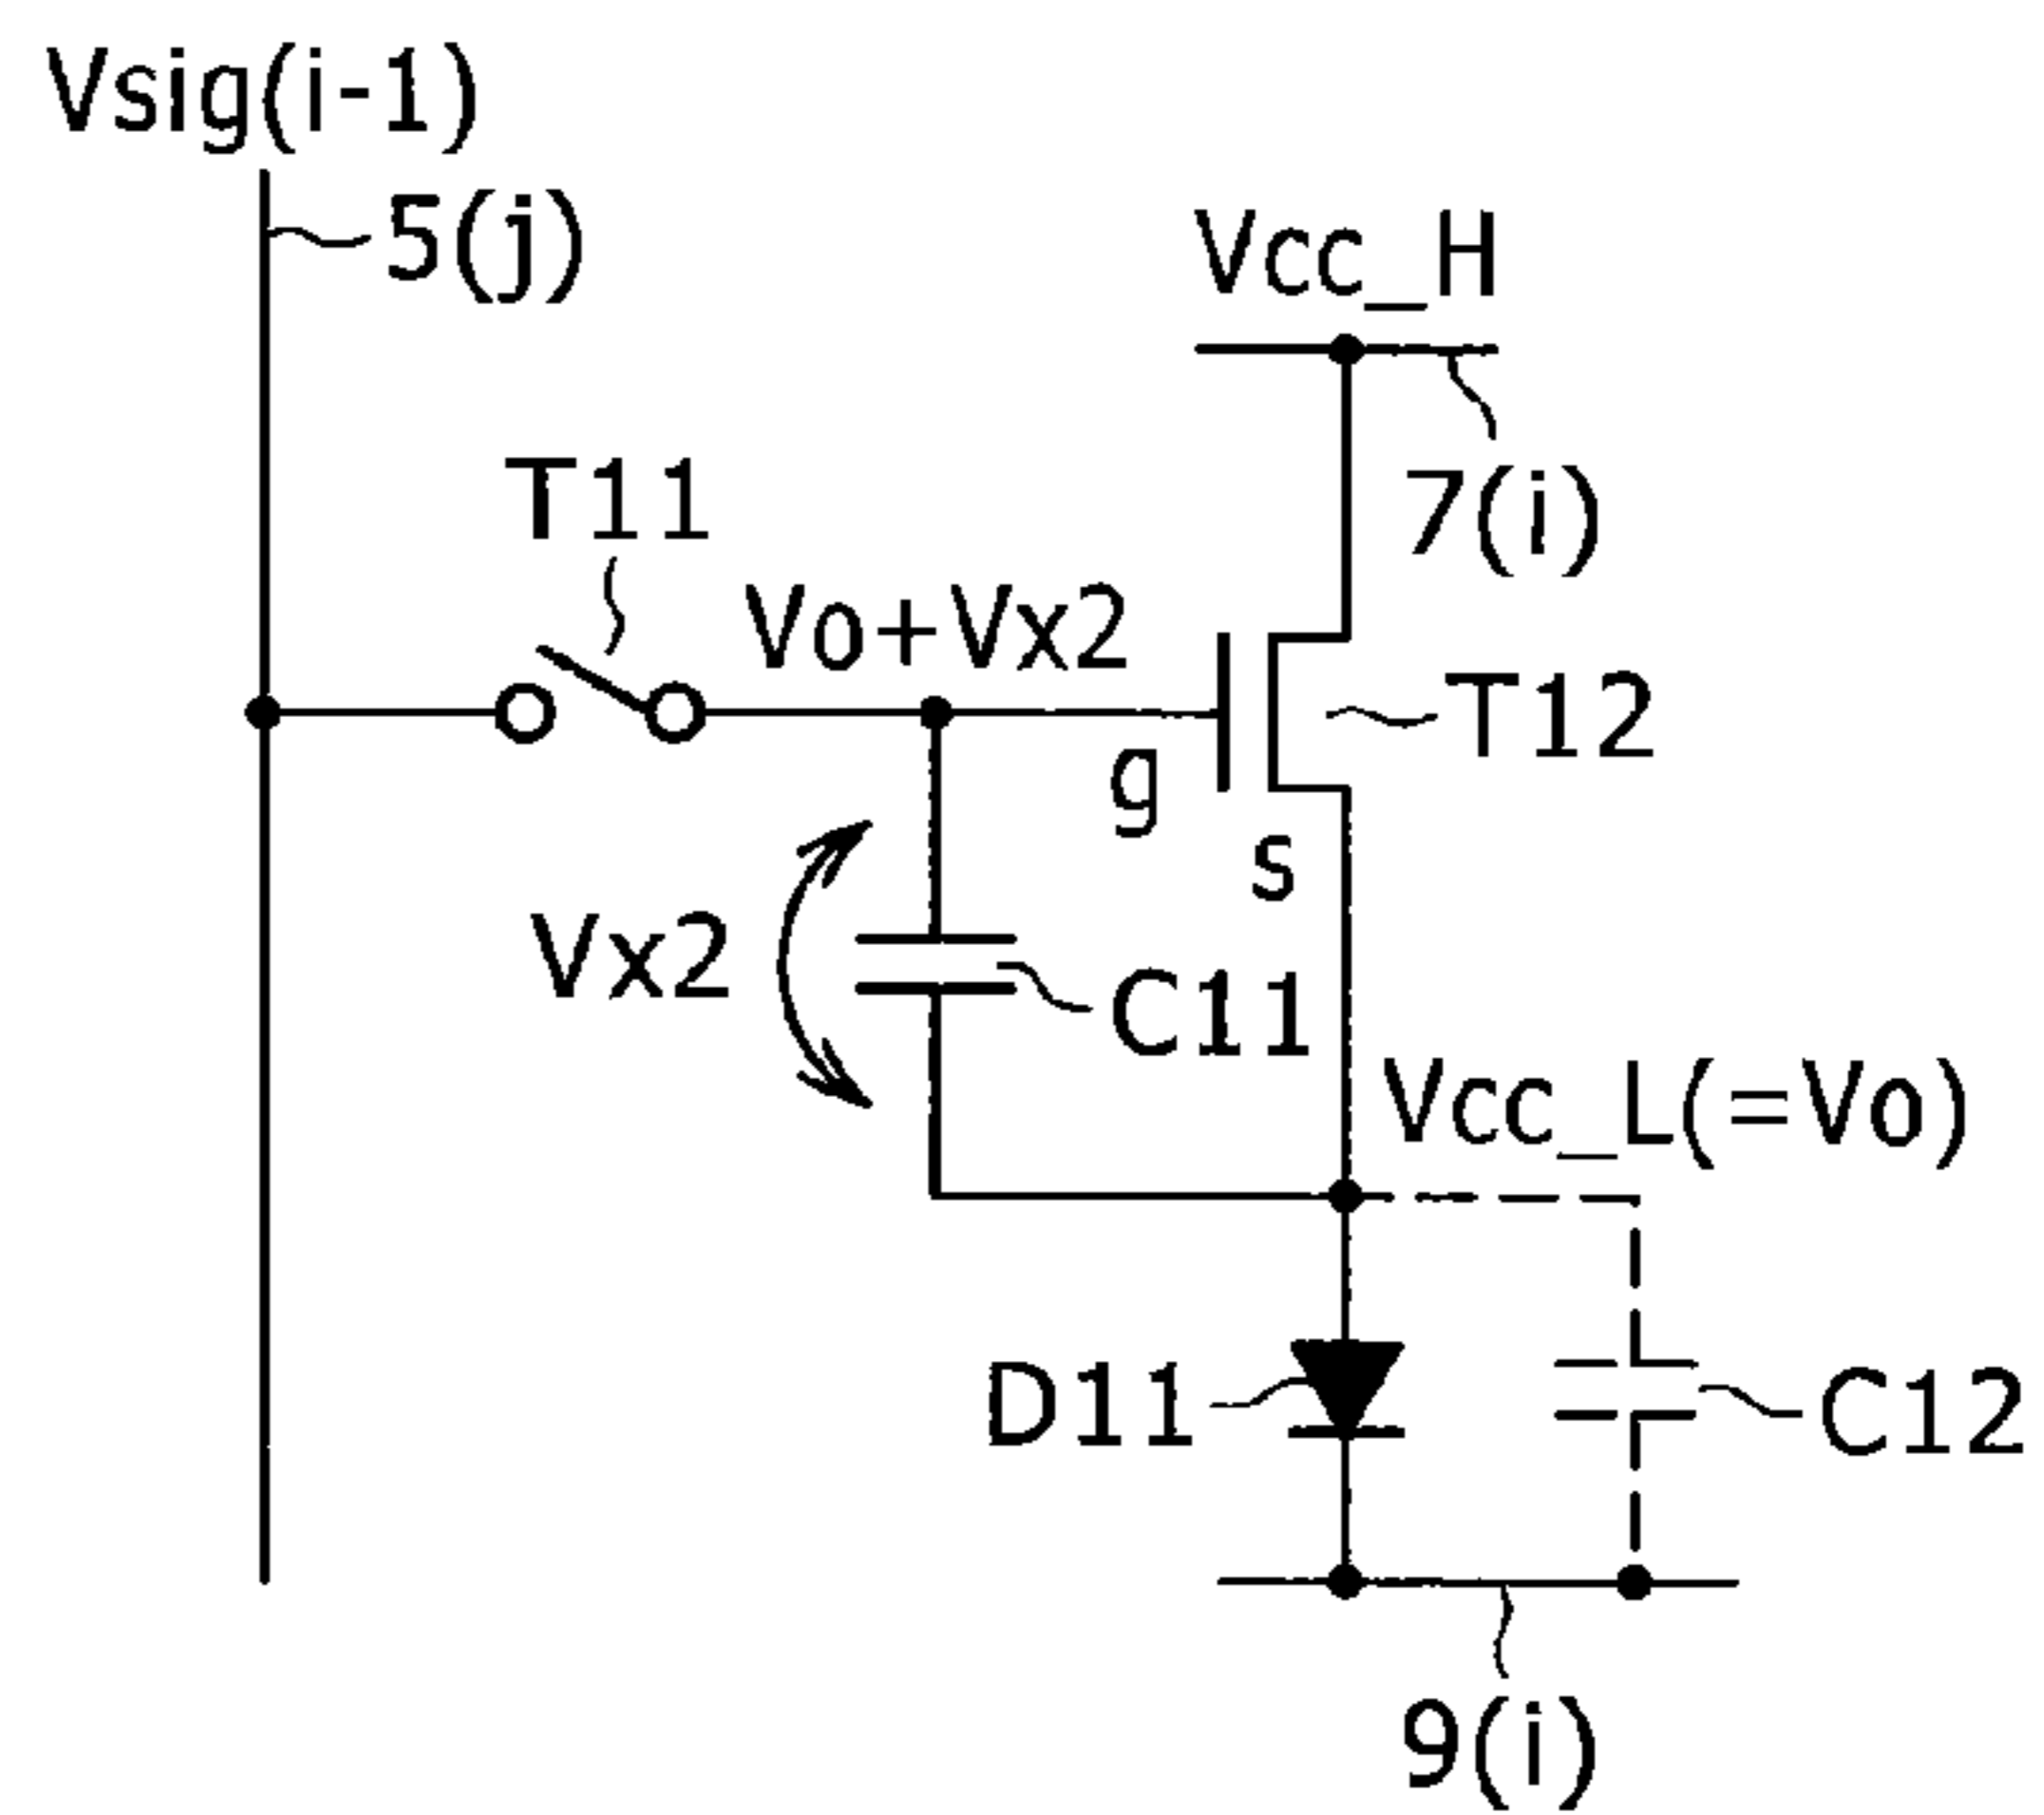 Vsig(i-1)
5(j)
Vcc_H
7(i)
T11
Vo+Vx2
T12
g
s
Vx2
C11
Vcc_L(=Vo)
D11
C12
9(i)